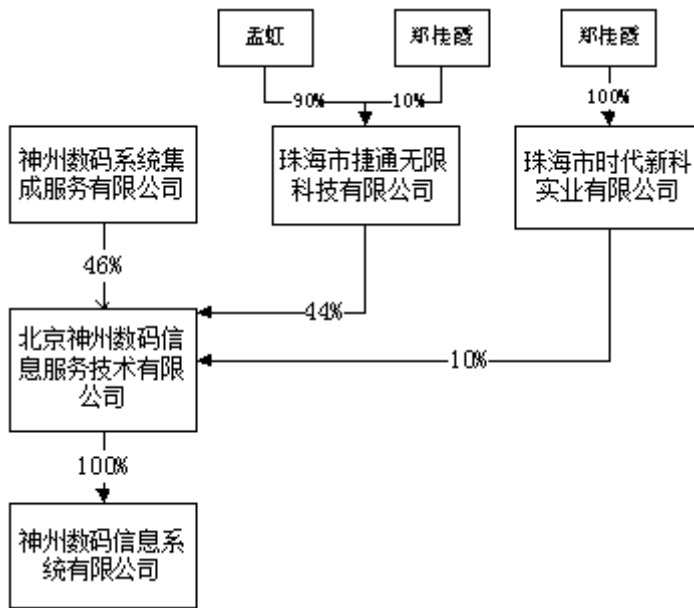 孟虹
郑桂霞
郑桂霞
90%
10%
100%
神州数码系统集
成服务有限公司
珠海市捷通无限
科技有限公司
珠海市时代新科
实业有限公司
46%
44%
北京神州数码信
息服务技术有限
公司
10%
100%
神州数码信息系
统有限公司